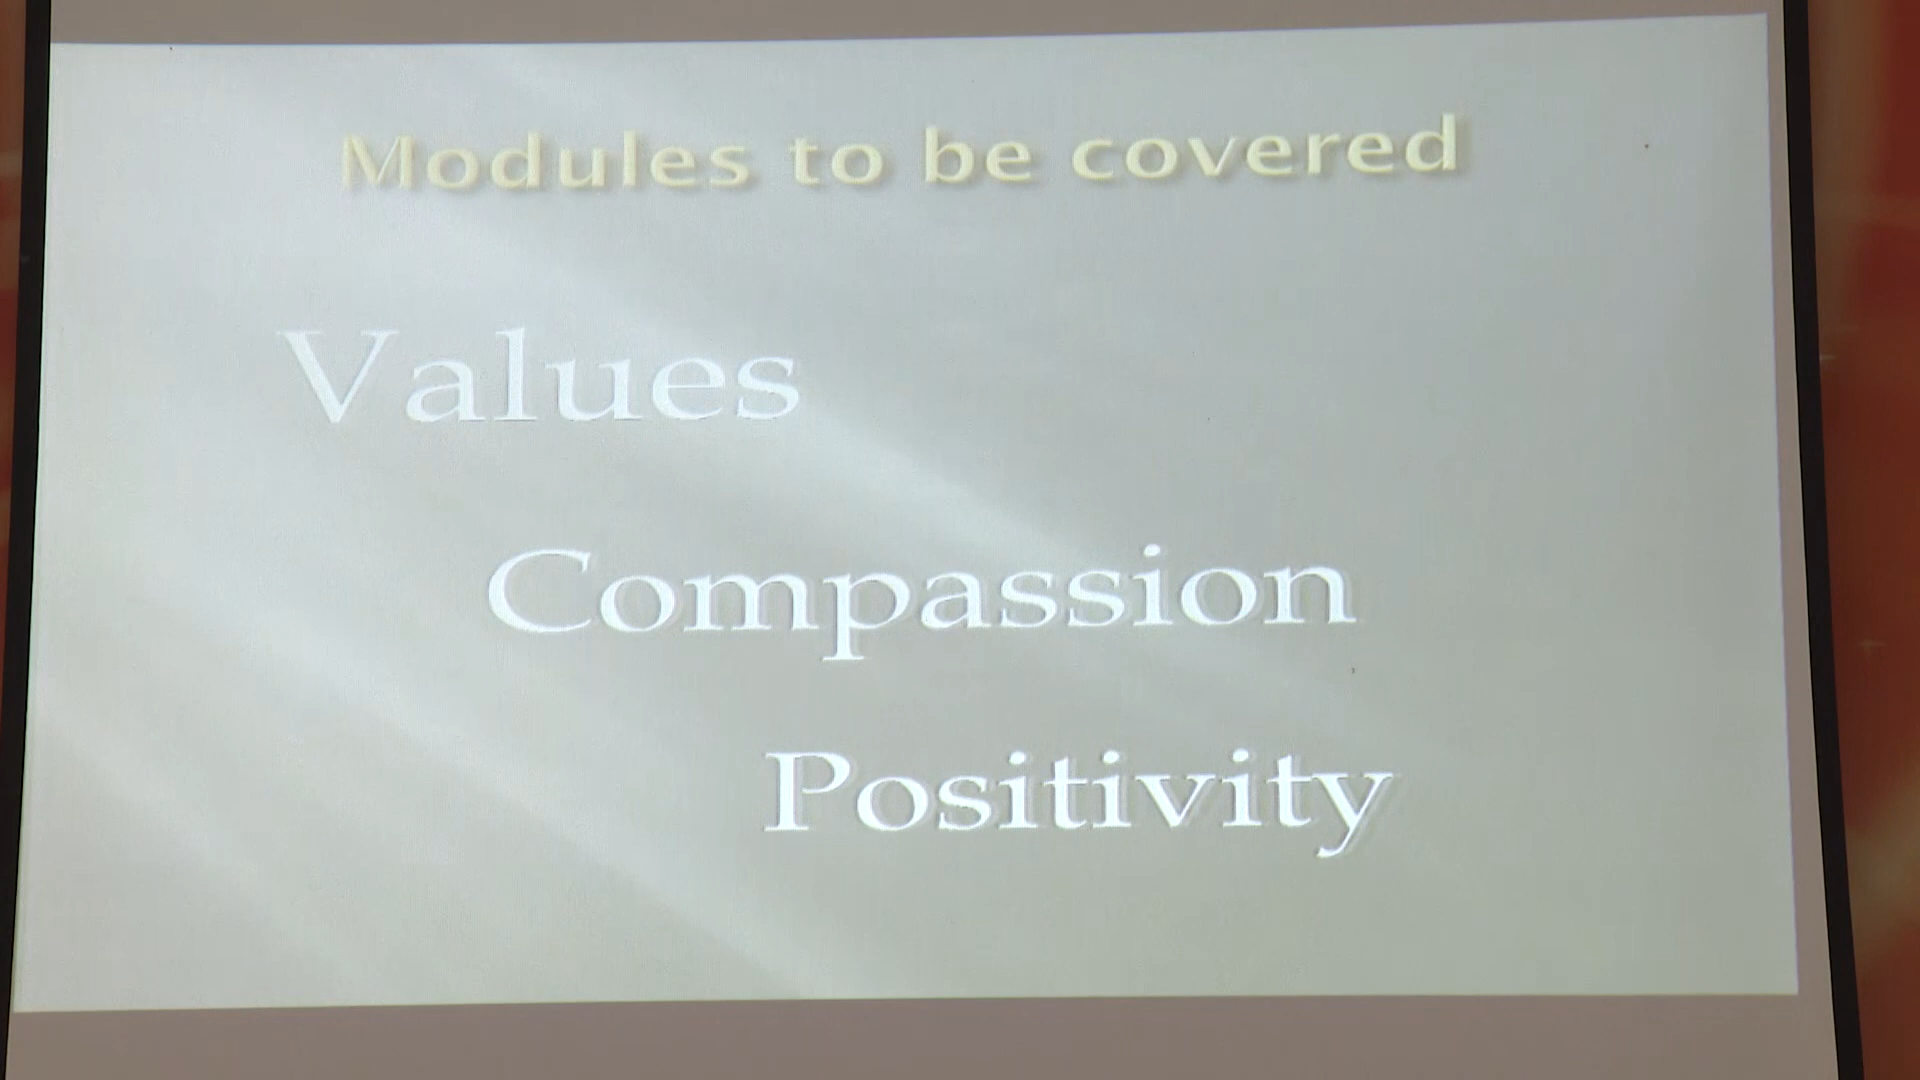 Modules to be covered
Values
Compassion
Positivity